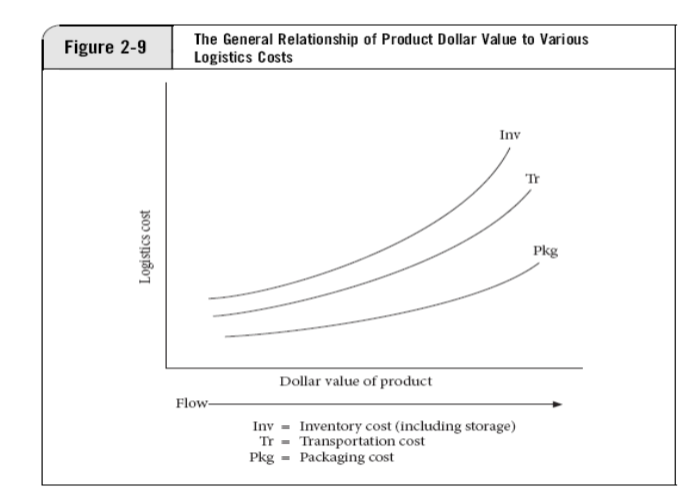 Figure 2-9
The General Relationship of Product Dollar Value to Various
Logistics Costs
Inv
Tr
Pkg
Logistics cost
Dollar value of product
Flow
Inv = Inventory cost (including storage)
Tr = Transportation cost
Pkg = Packaging cost